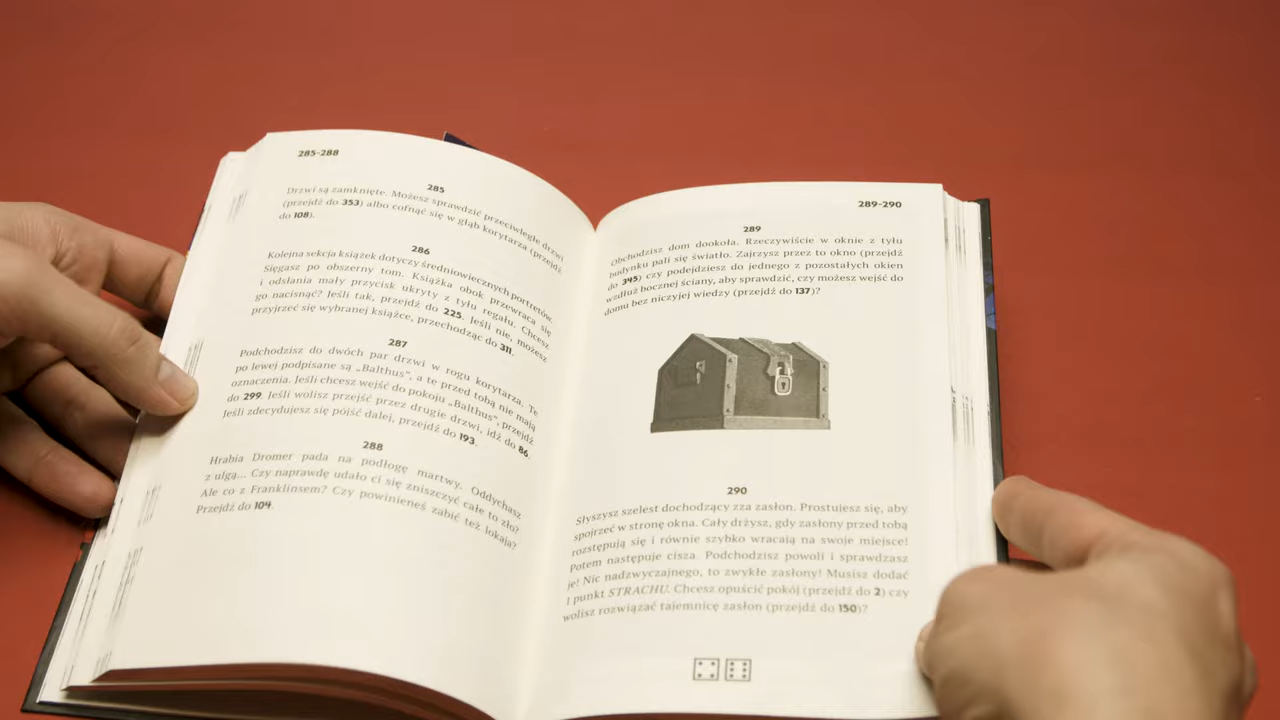 285-288
285
Drzwi są zamknięte. Możesz sprawdzić przeciwległe drzwi
(przejdź do 353) albo cofnąć się w głąb korytarza (przejdź
do 108).
286
Kolejna sekcja książek dotyczy średniowiecznych portretów.
Sięgasz po obszerny tom. Książka obok przewraca się
i odsłania mały przycisk ukryty z tyłu regału. Chcesz
go nacisnąć? Jeśli tak, przejdź do 225. Jeśli nie, możesz
przyjrzeć się wybranej książce, przechodząc do 311.
287
Podchodzisz do dwóch par drzwi w rogu korytarza. Te
po lewej podpisane są „Balthus”, a te przed tobą nie mają
oznaczenia. Jeśli chcesz wejść do pokoju „Balthus”, przejdź
do 299. Jeśli wolisz przejść przez drugie drzwi, idź do 86.
Jeśli zdecydujesz się pójść dalej, przejdź do 193.
288
Hrabia Dromer pada na podłogę martwy. Oddychasz
z ulgą... Czy naprawdę udało ci się zniszczyć całe to zło?
Ale co z Franklinsem? Czy powinieneś zabić też lokaja?
Przejdź do 104.
289-290
289
Obchodzisz dom dookoła. Rzeczywiście w oknie z tyłu
budynku pali się światło. Zajrzysz przez to okno (przejdź
do 345) czy podejdziesz do jednego z pozostałych okien
wzdłuż bocznej ściany, aby sprawdzić, czy możesz wejść do
domu bez niczyjej wiedzy (przejdź do 137)?
290
Słyszysz szelest dochodzący zza zasłon. Prostujesz się, aby
spojrzeć w stronę okna. Cały drżysz, gdy zasłony przed tobą
rozstępują się i równie szybko wracają na swoje miejsce!
Potem następuje cisza. Podchodzisz powoli i sprawdzasz
je! Nic nadzwyczajnego, to zwykłe zasłony! Musisz dodać
1 punkt STRACHU. Chcesz opuścić pokój (przejdź do 2) czy
wolisz rozwiązać tajemnicę zasłon (przejdź do 150)?